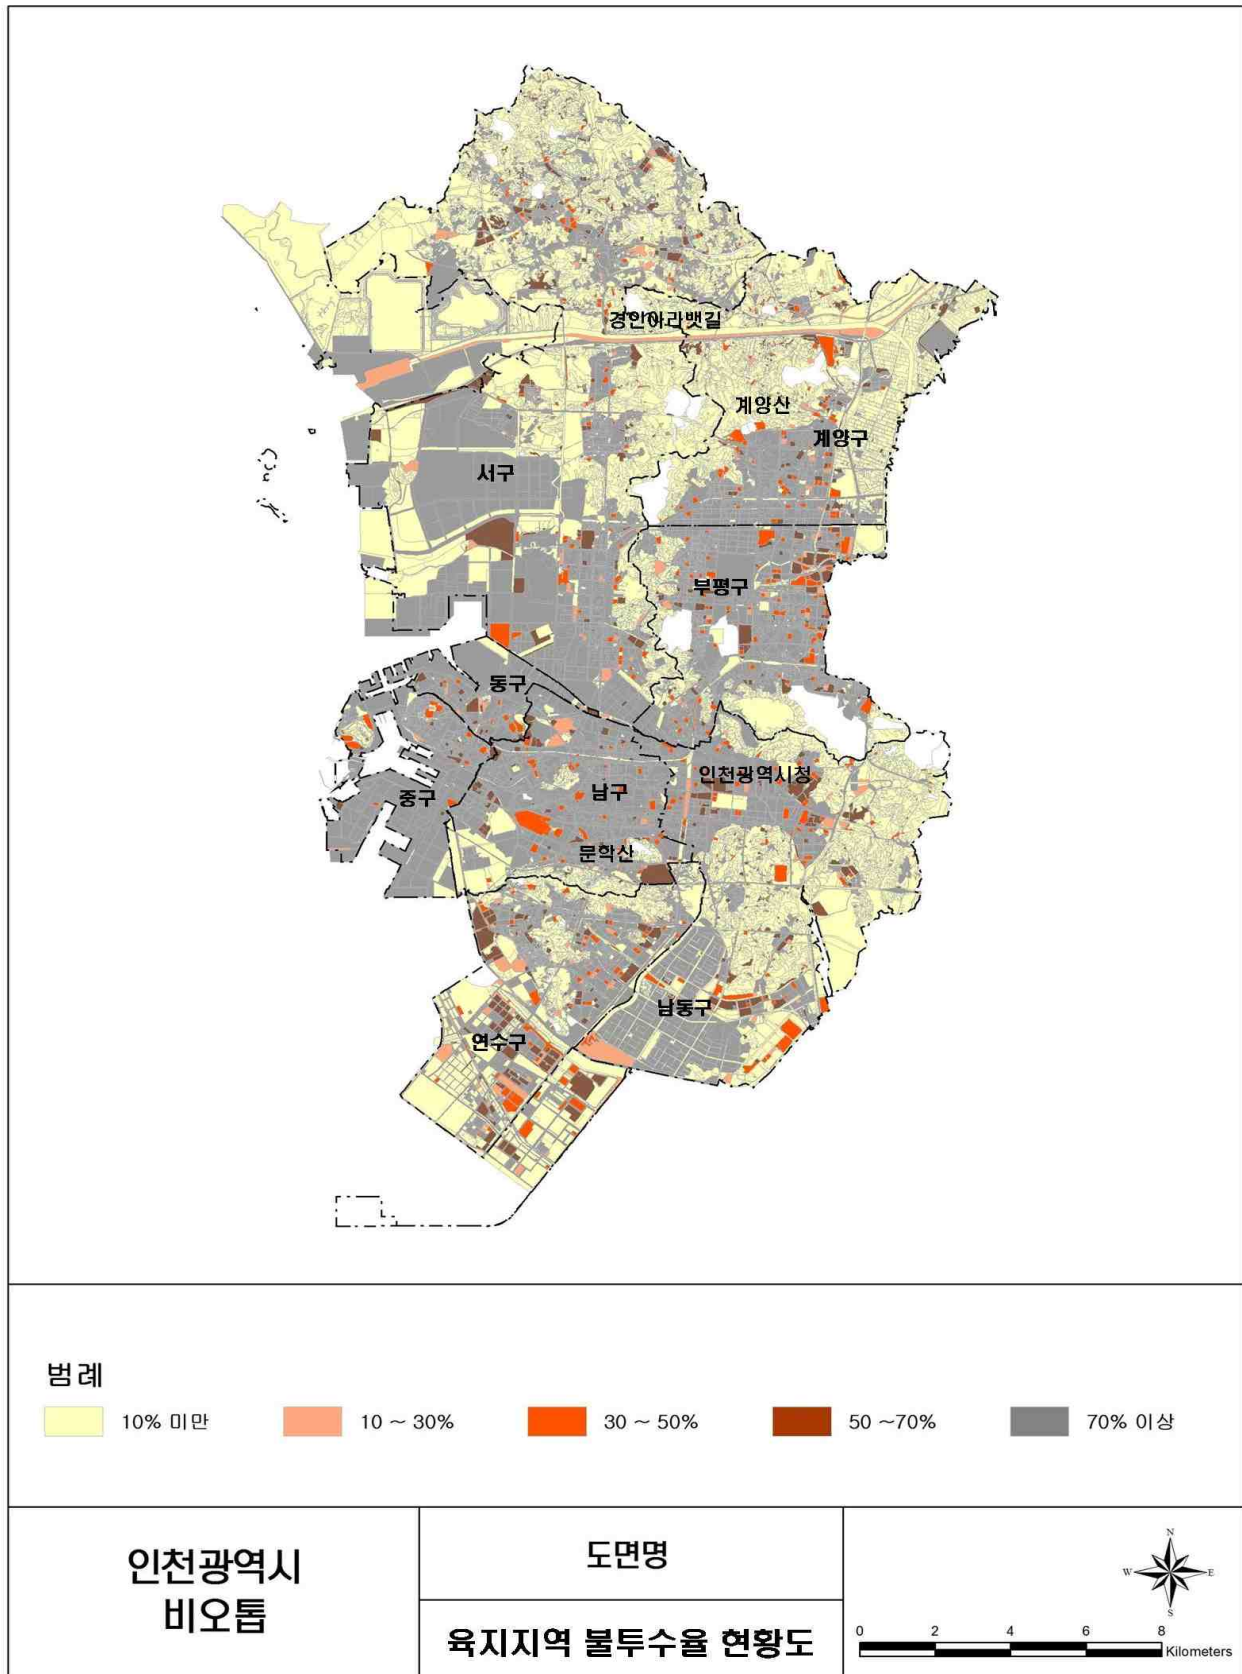 경인아라뱃길
계양산
계양구
서구
부평구
동구
인천광역시청
중구
남구
문학산
남동구
연수구
범례
10% 미만
10 ~ 30%
30 ~ 50%
50 ~70%
70% 이상
인천광역시
비오톱
도면명
육지지역 불투수율 현황도
N
W
E
S
0 2 4 6 8
Kilometers